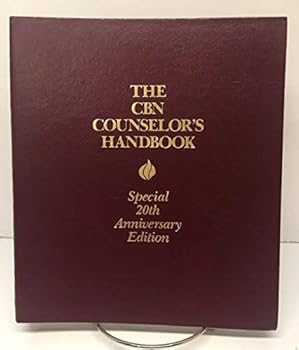 THE
CBN
COUNSELOR'S
HANDBOOK
Special
20th
Anniversary
Edition